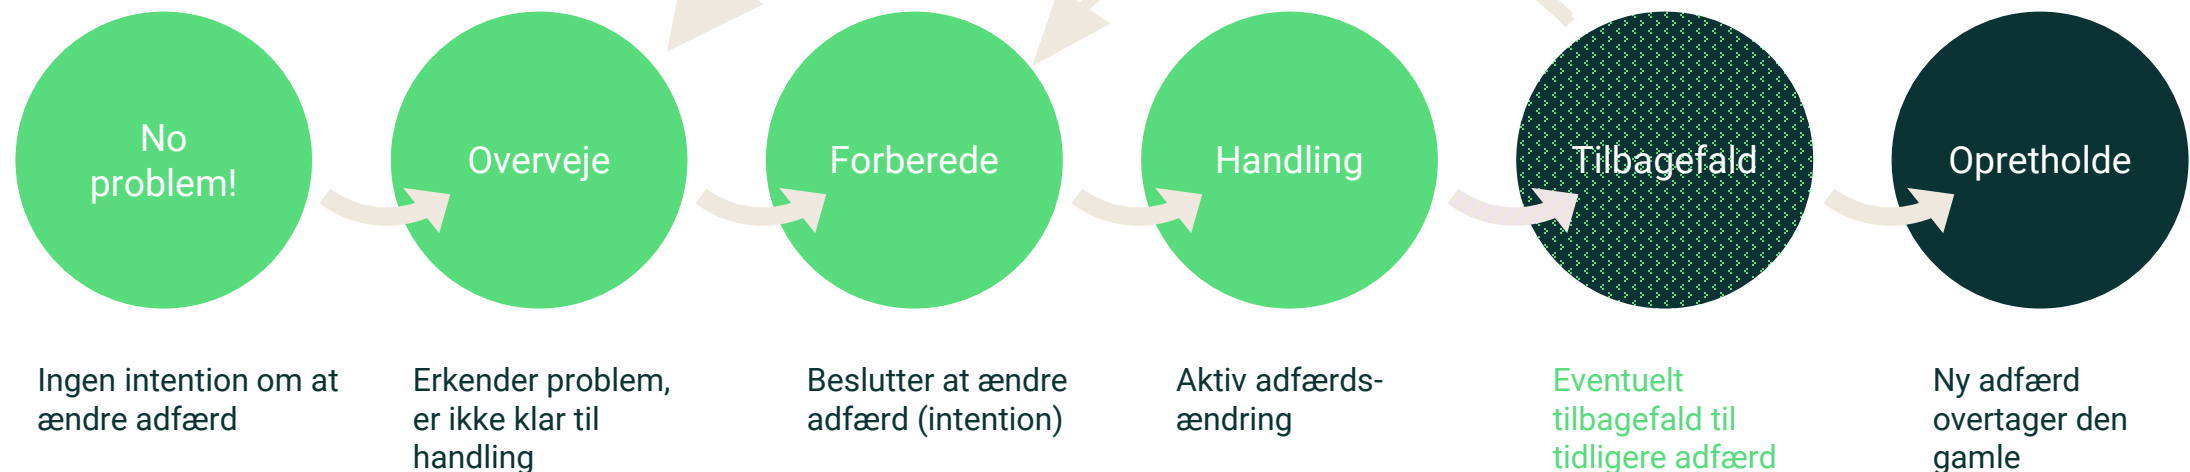 No
problem!
Overveje
Forberede
Handling
Tilbagefald
Opretholde
Ingen intention om at
ændre adfærd
Erkender problem,
er ikke klar til
handling
Beslutter at ændre
adfærd (intention)
Aktiv adfærds-
ændring
Eventuelt
tilbagefald til
tidligere adfærd
Ny adfærd
overtager den
gamle